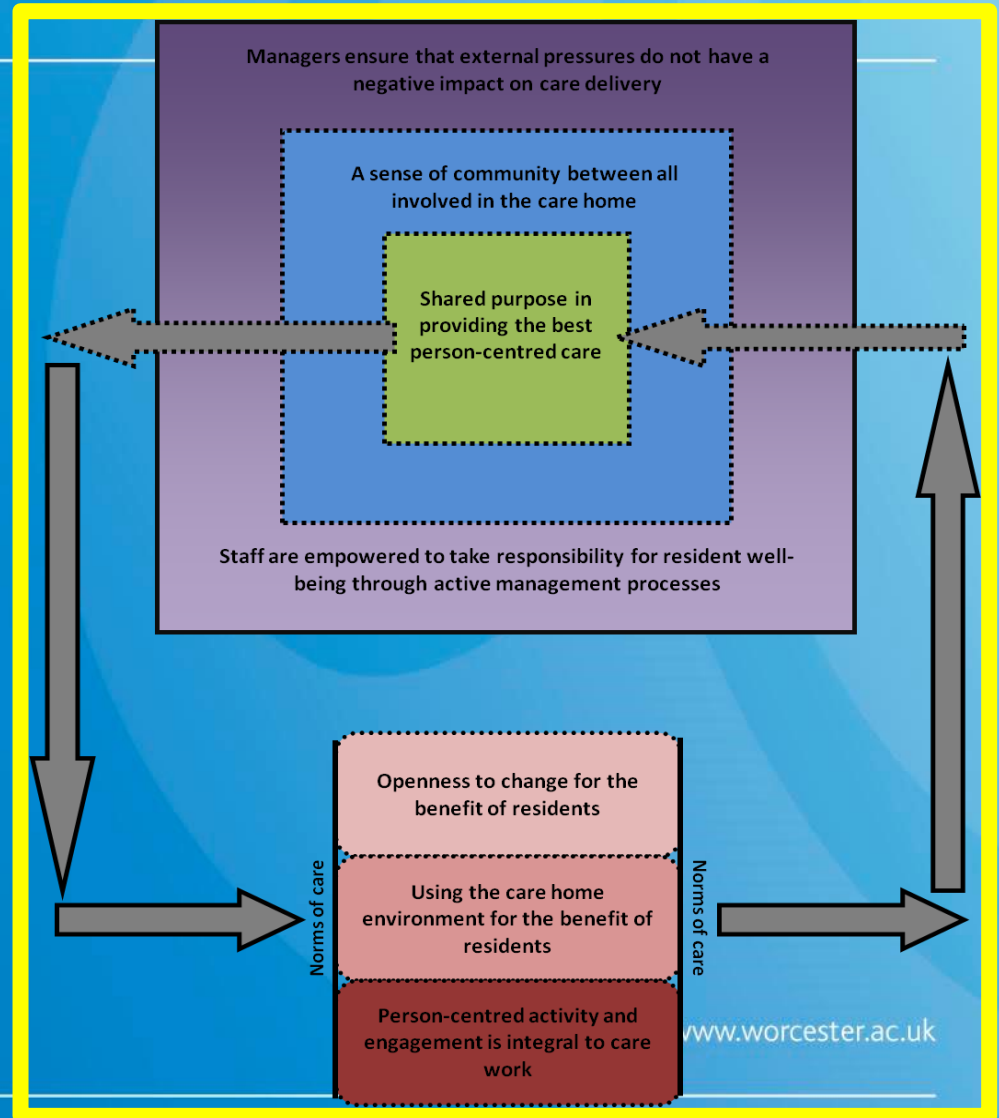 Managers ensure that external pressures do not have a
negative impact on care delivery
A sense of community between all
involved in the care home
Shared purpose in
providing the best
person-centred care
Staff are empowered to take responsibility for resident well-
being through active management processes
Openness to change for the
benefit of residents
Norms of care
Using the care home
environment for the benefit of
residents
Norms of care
Person-centred activity and
engagement is integral to care
work
www.worcester.ac.uk